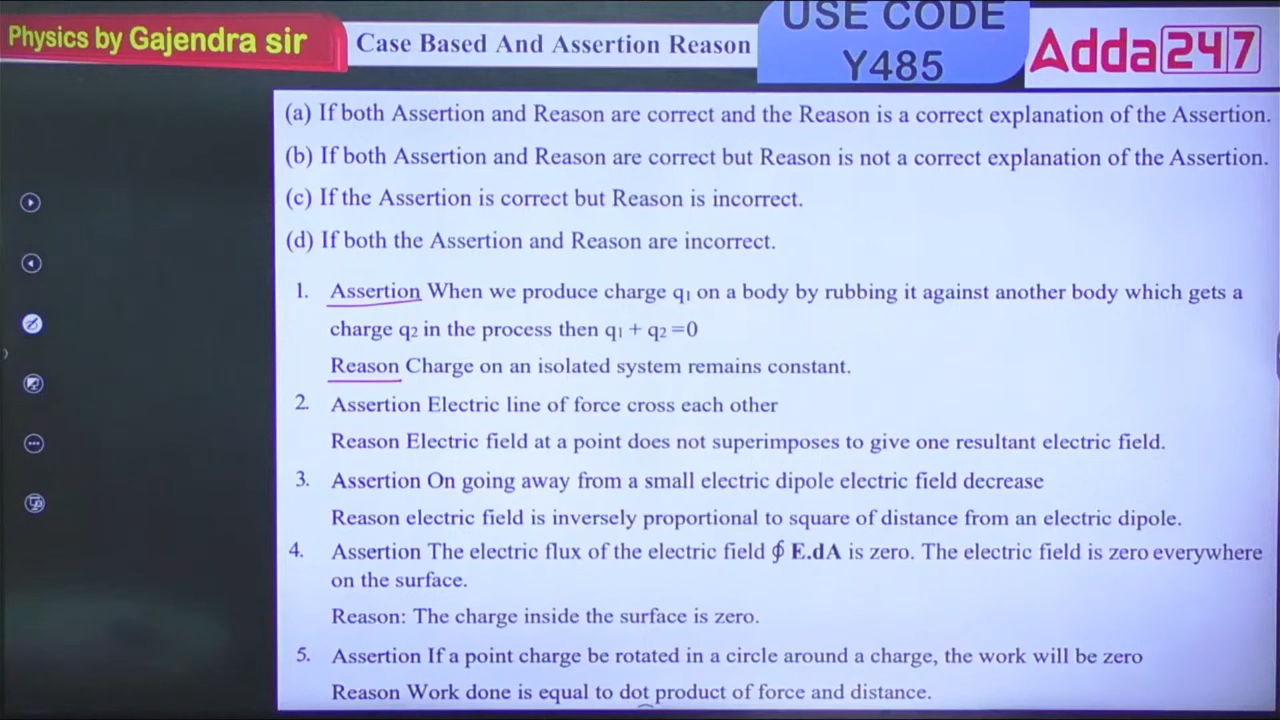 Physics by Gajendra sir
Case Based And Assertion Reason
USE CODE
Y485
Adda247
(a) If both Assertion and Reason are correct and the Reason is a correct explanation of the Assertion.
(b) If both Assertion and Reason are correct but Reason is not a correct explanation of the Assertion.
(c) If the Assertion is correct but Reason is incorrect.
(d) If both the Assertion and Reason are incorrect.
1. Assertion When we produce charge q₁ on a body by rubbing it against another body which gets a
charge q₂ in the process then q₁ + q₂ =0
Reason Charge on an isolated system remains constant.
2. Assertion Electric line of force cross each other
Reason Electric field at a point does not superimposes to give one resultant electric field.
3. Assertion On going away from a small electric dipole electric field decrease
Reason electric field is inversely proportional to square of distance from an electric dipole.
4. Assertion The electric flux of the electric field ∮ E.dA is zero. The electric field is zero everywhere
on the surface.
Reason: The charge inside the surface is zero.
5. Assertion If a point charge be rotated in a circle around a charge, the work will be zero
Reason Work done is equal to dot product of force and distance.